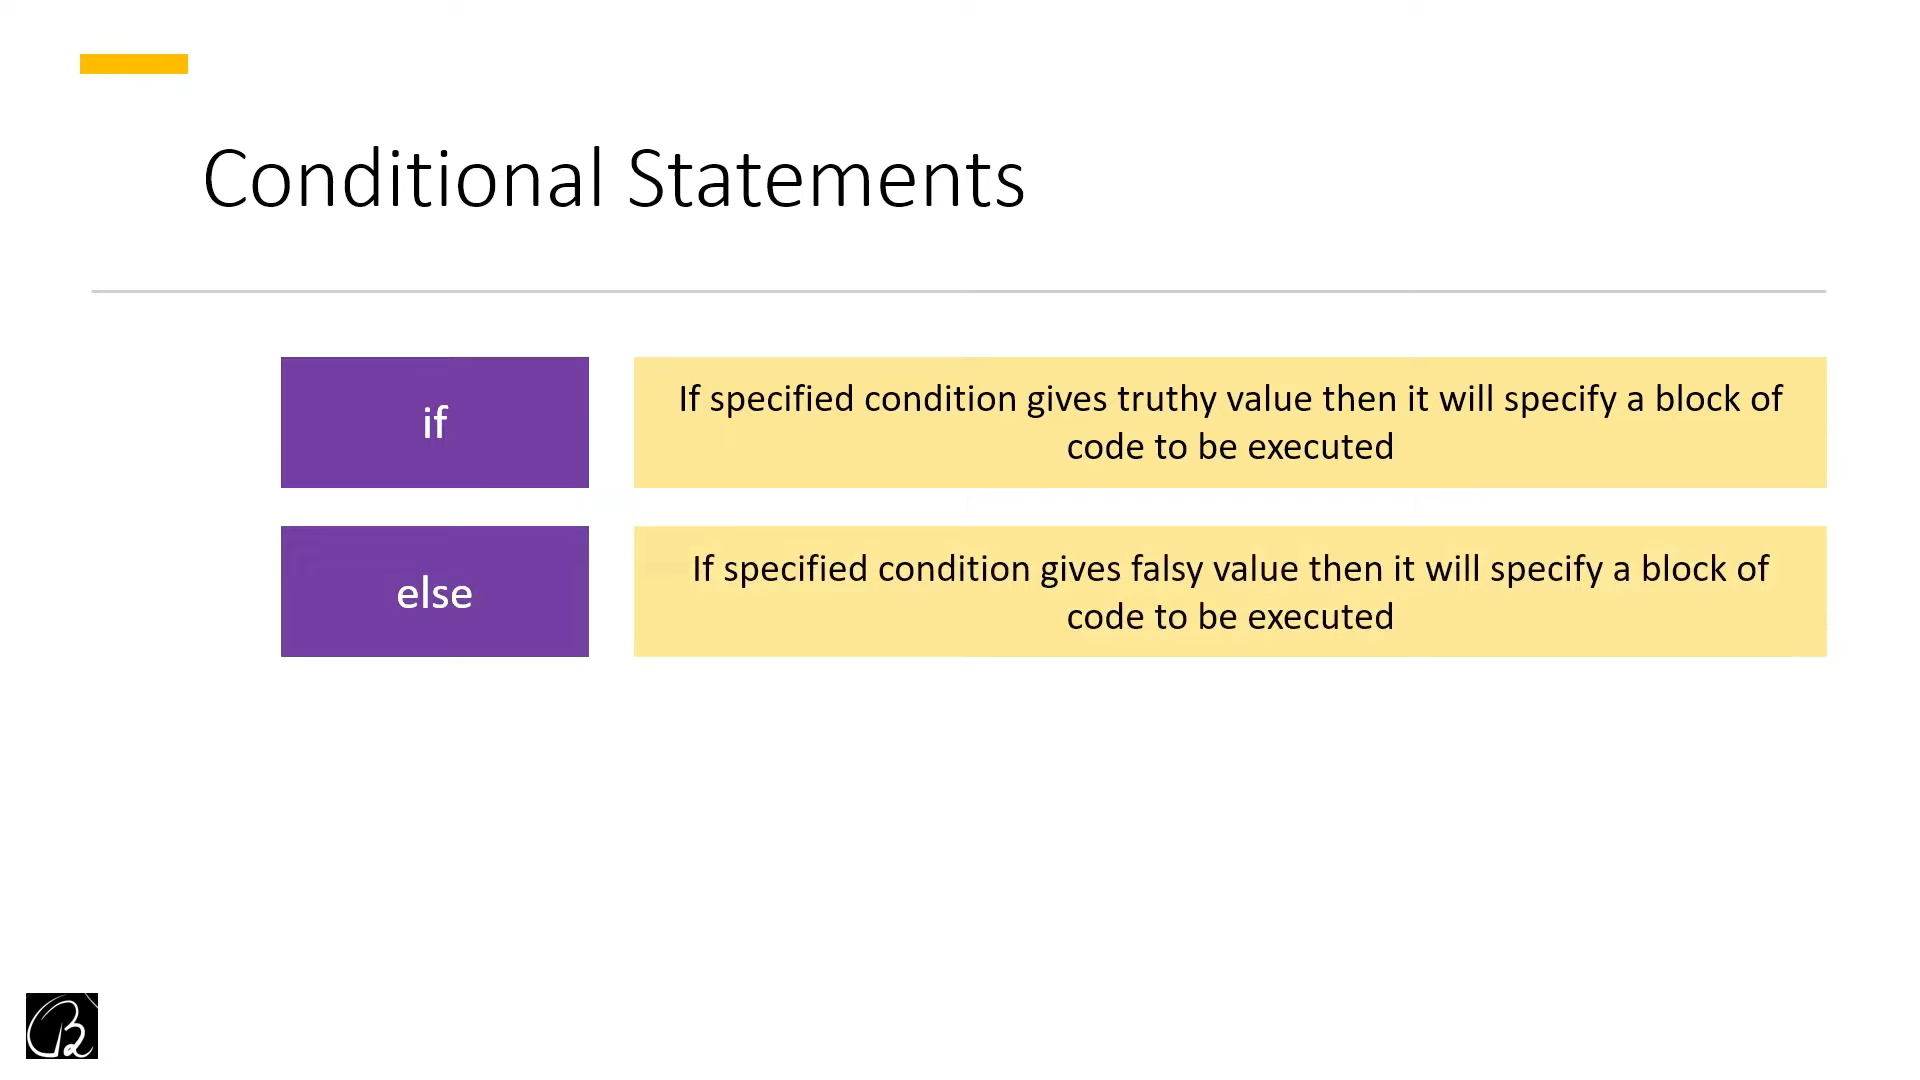 Conditional Statements
if
If specified condition gives truthy value then it will specify a block of
code to be executed
else
If specified condition gives falsy value then it will specify a block of
code to be executed